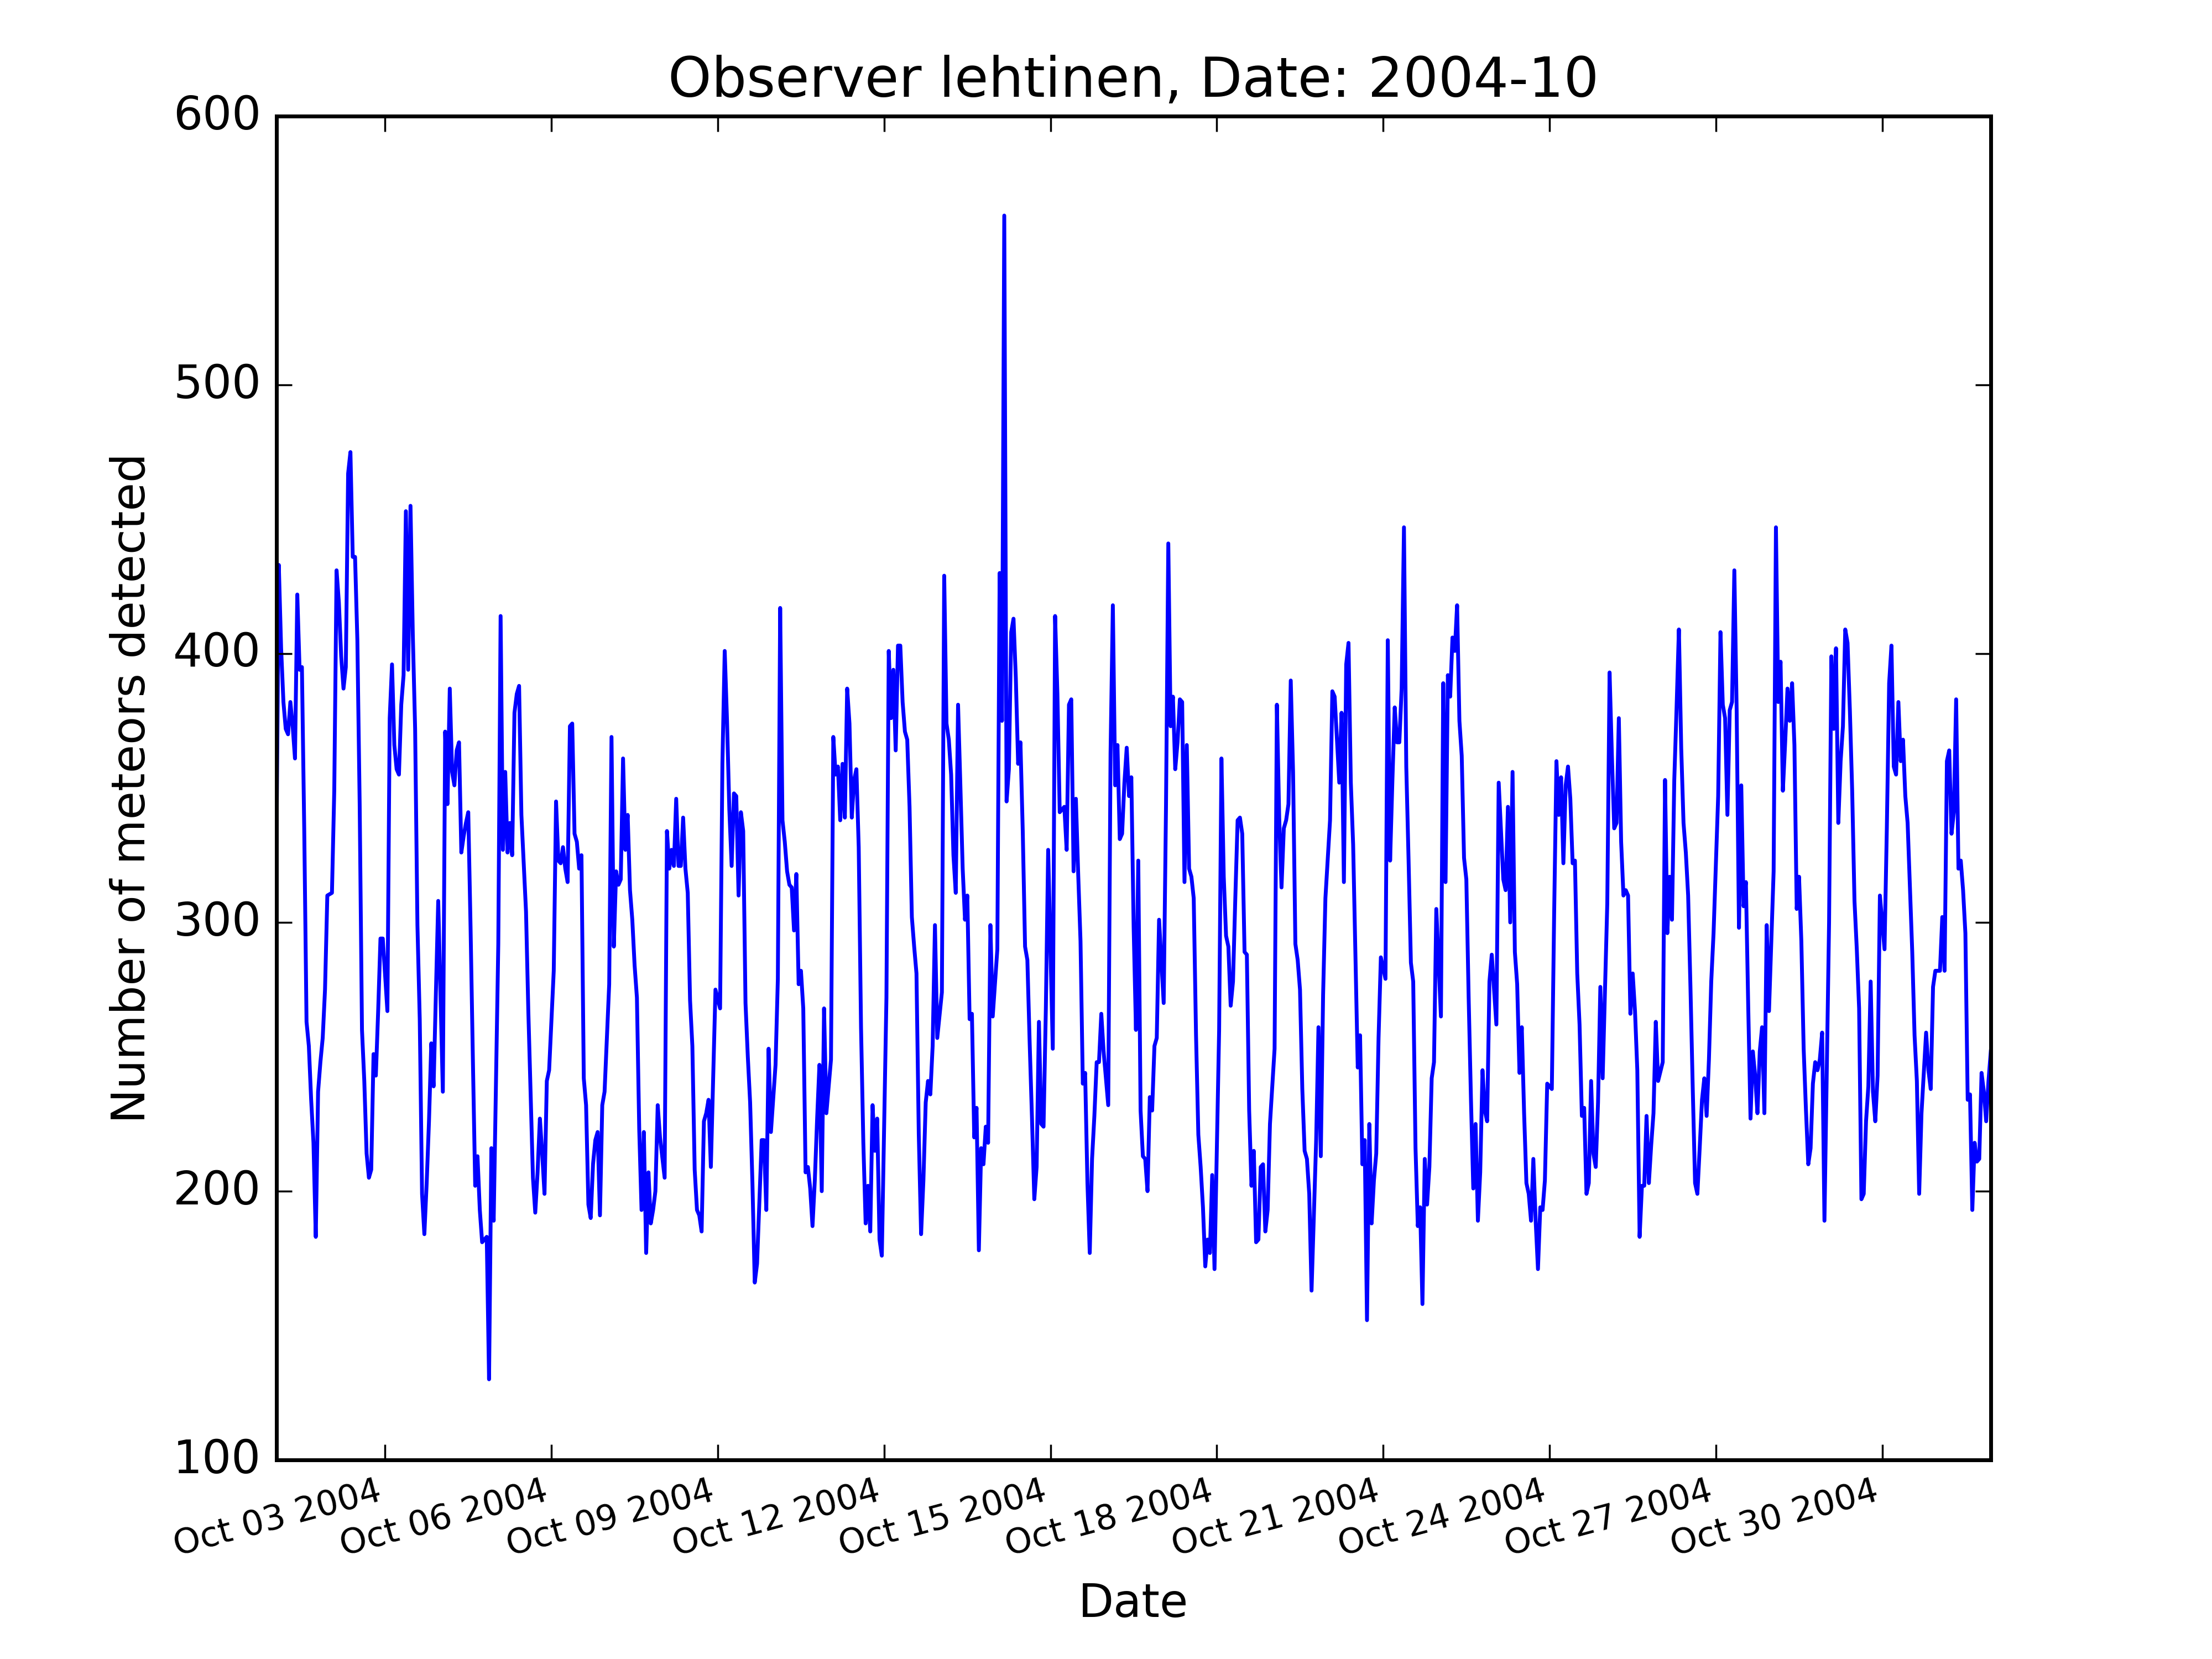 Observer lehtinen, Date: 2004-10
600
500
400
300
200
100
Number of meteors detected
Oct 03 2004
Oct 06 2004
Oct 09 2004
Oct 12 2004
Oct 15 2004
Oct 18 2004
Oct 21 2004
Oct 24 2004
Oct 27 2004
Oct 30 2004
Date